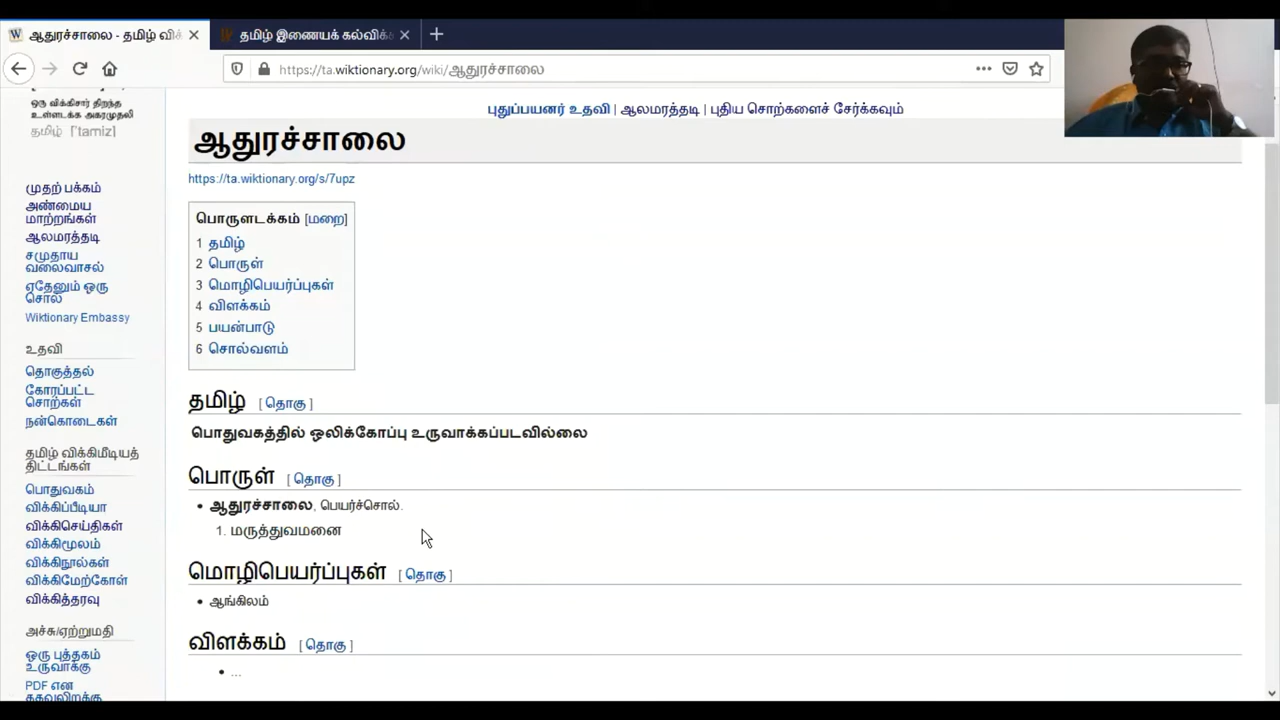 ஆதுரச்சாலை - தமிழ் விக்
தமிழ் இணையக் கல்விக்
https://ta.wiktionary.org/wiki/ஆதுரச்சாலை
ஒரு விக்கிசார் திறந்த
உள்ளடக்க அகரமுதலி
தமிழ் ['tamiz]
முதற் பக்கம்
அண்மைய
மாற்றங்கள்
ஆலமரத்தடி
சமுதாய
வலைவாசல்
ஏதேனும் ஒரு
சொல்
Wiktionary Embassy
உதவி
தொகுத்தல்
கோரப்பட்ட
சொற்கள்
நன்கொடைகள்
தமிழ் விக்கிமீடியத்
திட்டங்கள்
பொதுவகம்
விக்கிப்பீடியா
விக்கிசெய்திகள்
விக்கிமூலம்
விக்கிநூல்கள்
விக்கிமேற்கோள்
விக்கித்தரவு
அச்சு/ஏற்றுமதி
ஒரு புத்தகம்
உருவாக்கு
PDF என
தகவலிறக்கு
புதுப்பயனர் உதவி | ஆலமரத்தடி | புதிய சொற்களைச் சேர்க்கவும்
ஆதுரச்சாலை
https://ta.wiktionary.org/s/7upz
பொருளடக்கம் [மறை]
1 தமிழ்
2 பொருள்
3 மொழிபெயர்ப்புகள்
4 விளக்கம்
5 பயன்பாடு
6 சொல்வளம்
தமிழ் [ தொகு ]
பொதுவகத்தில் ஒலிக்கோப்பு உருவாக்கப்படவில்லை
பொருள் [ தொகு ]
• ஆதுரச்சாலை, பெயர்ச்சொல்.
1. மருத்துவமனை
மொழிபெயர்ப்புகள் [ தொகு ]
• ஆங்கிலம்
விளக்கம் [ தொகு ]
• ...